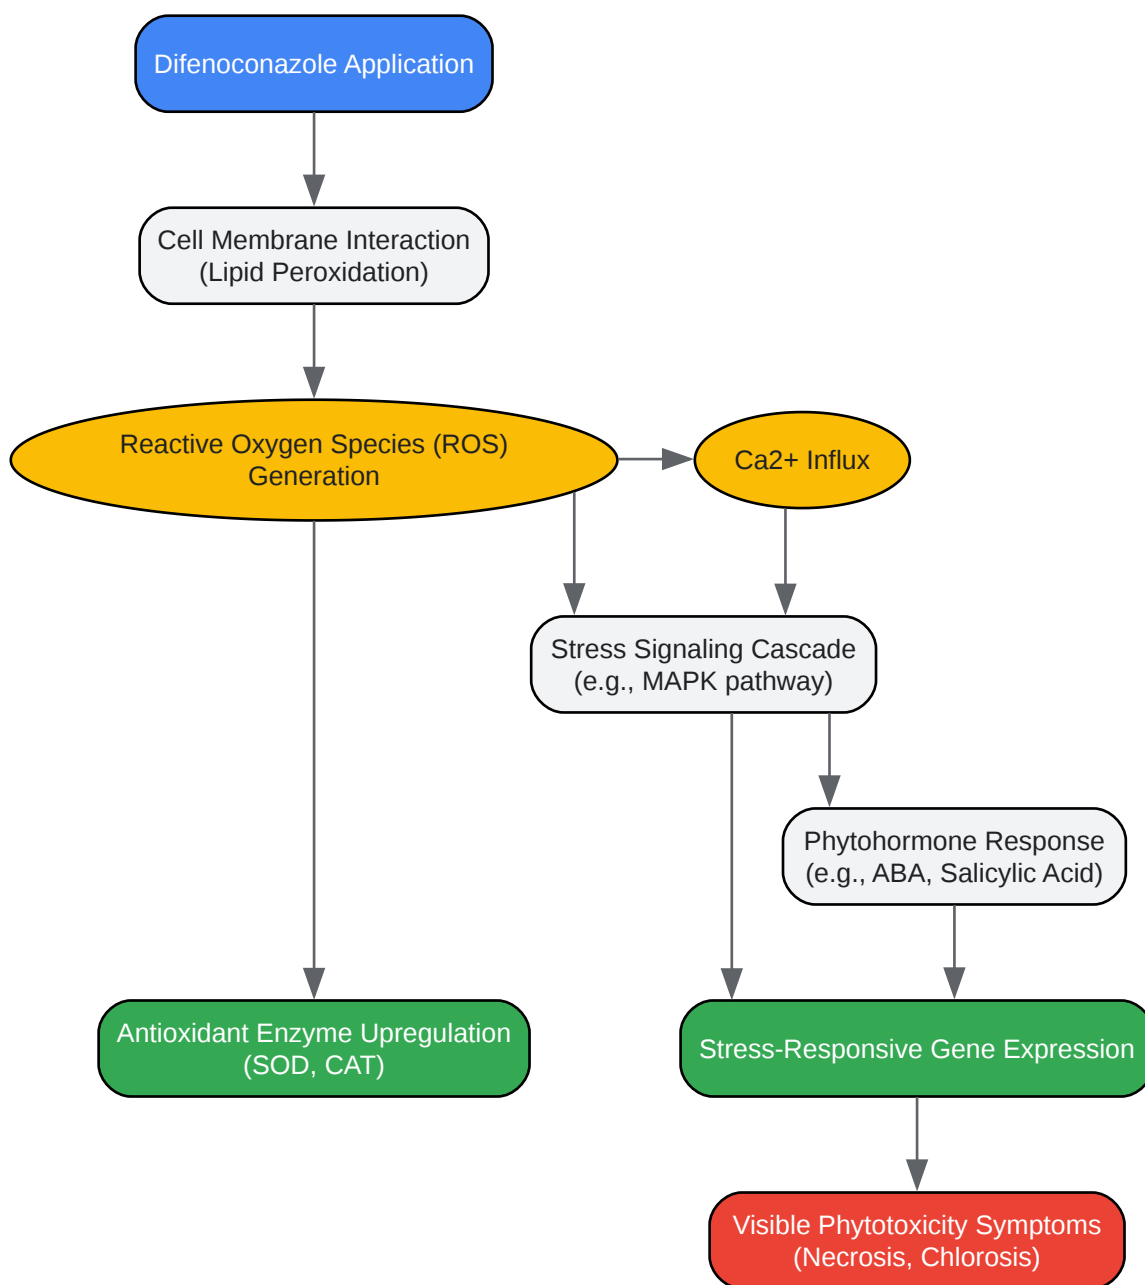 Difenoconazole Application
Cell Membrane Interaction
(Lipid Peroxidation)
Reactive Oxygen Species (ROS)
Generation
Ca2+ Influx
Stress Signaling Cascade
(e.g., MAPK pathway)
Phytohormone Response
(e.g., ABA, Salicylic Acid)
Antioxidant Enzyme Upregulation
(SOD, CAT)
Stress-Responsive Gene Expression
Visible Phytotoxicity Symptoms
(Necrosis, Chlorosis)